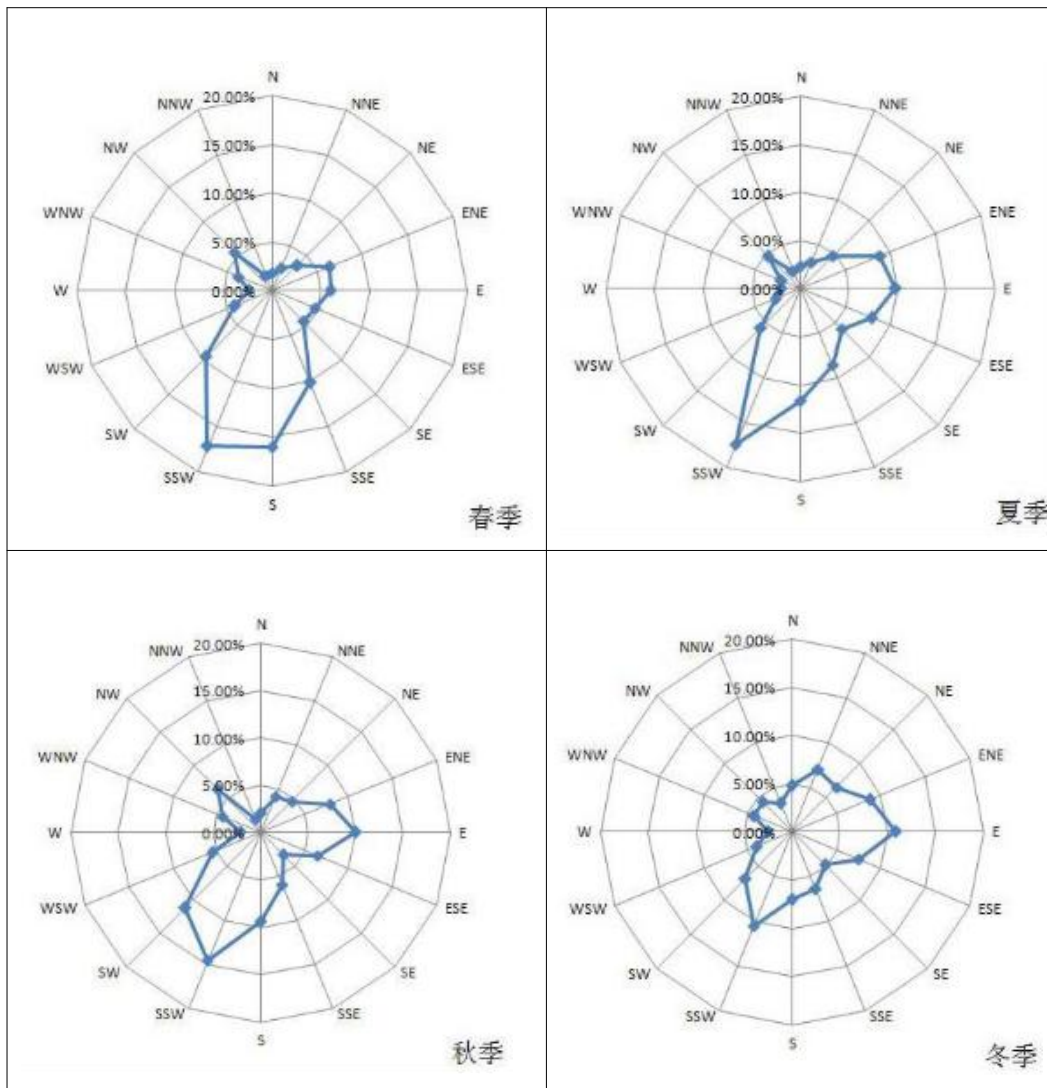 N
NNW 20.00% NNE
NW 15.00% NE
WNW 10.00% ENE
5.00%
W 0.00% E
WSW ESE
SW SE
SSW SSE
S
春季
N
NNW 20.00% NNE
NW 15.00% NE
WNW 10.00% ENE
5.00%
W 0.00% E
WSW ESE
SW SE
SSW SSE
S
夏季
N
NNW 20.00% NNE
NW 15.00% NE
WNW 10.00% ENE
5.00%
W 0.00% E
WSW ESE
SW SE
SSW SSE
S
秋季
N
NNW 20.00% NNE
NW 15.00% NE
WNW 10.00% ENE
5.00%
W 0.00% E
WSW ESE
SW SE
SSW SSE
S
冬季